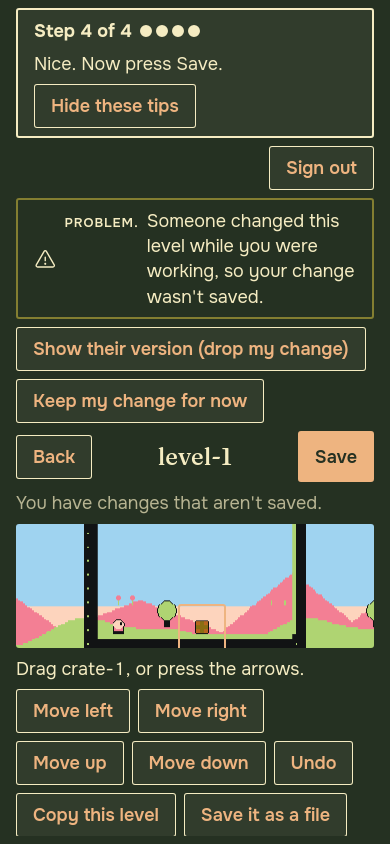 Step 4 of 4
Nice. Now press Save.
Hide these tips
Sign out
PROBLEM. Someone changed this
level while you were
working, so your change
wasn't saved.
Show their version (drop my change)
Keep my change for now
Back
level-1
Save
You have changes that aren't saved.
Drag crate-1, or press the arrows.
Move left
Move right
Move up
Move down
Undo
Copy this level
Save it as a file